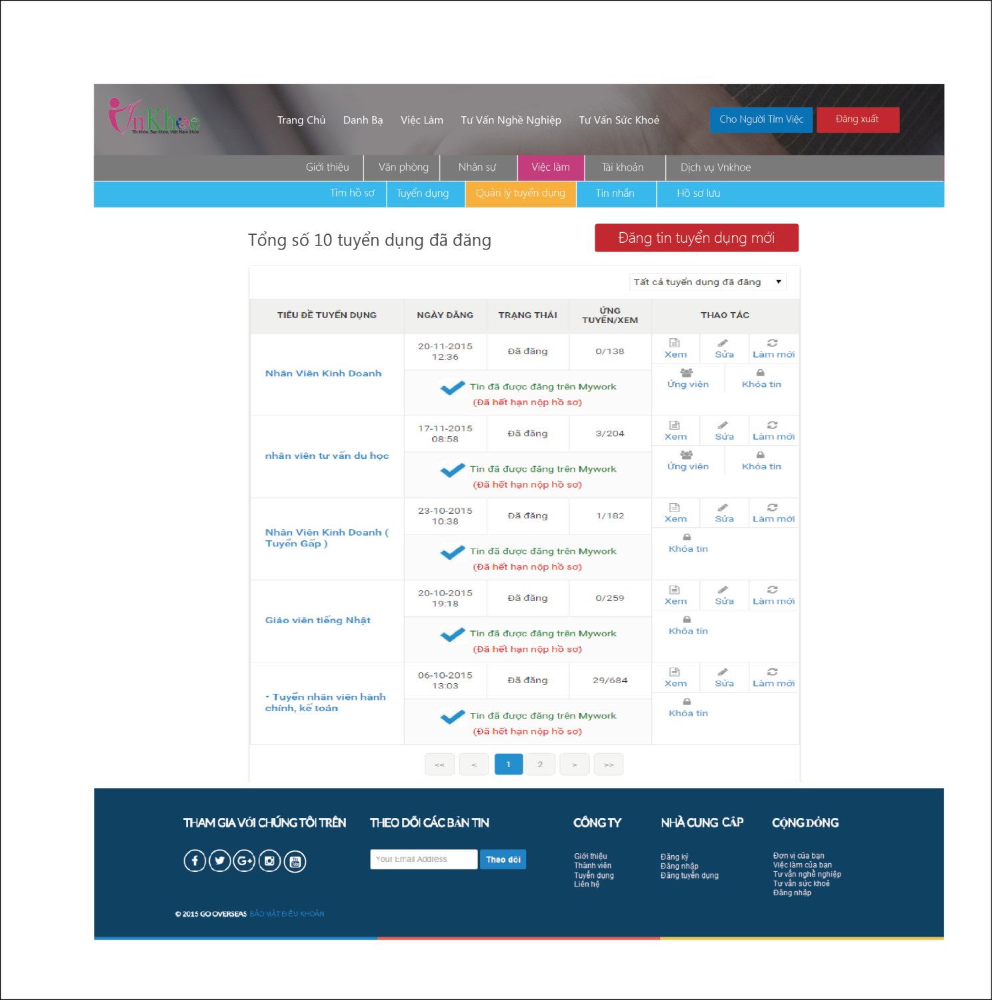 VnKhoe
Tôi khỏe, Bạn khỏe, Việt Nam khỏe
Trang Chủ Danh Bạ Việc Làm Tư Vấn Nghề Nghiệp Tư Vấn Sức Khoẻ
Cho Người Tìm Việc Đăng xuất
Giới thiệu Văn phòng Nhân sự Việc làm Tài khoản Dịch vụ Vnkhoe
Tìm hồ sơ Tuyển dụng Quản lý tuyển dụng Tin nhắn Hồ sơ lưu
Tổng số 10 tuyển dụng đã đăng
Đăng tin tuyển dụng mới
Tất cả tuyển dụng đã đăng
TIÊU ĐỀ TUYỂN DỤNG NGÀY ĐĂNG TRẠNG THÁI ỨNG TUYỂN/XEM THAO TÁC
Nhân Viên Kinh Doanh
20-11-2015 12:36 Đã đăng 0/138
Xem Sửa Làm mới
Ứng viên Khóa tin
Tin đã được đăng trên Mywork
(Đã hết hạn nộp hồ sơ)
nhân viên tư vấn du học
17-11-2015 08:58 Đã đăng 3/204
Xem Sửa Làm mới
Ứng viên Khóa tin
Tin đã được đăng trên Mywork
(Đã hết hạn nộp hồ sơ)
Nhân Viên Kinh Doanh (
Tuyển Gấp )
23-10-2015 10:38 Đã đăng 1/182
Xem Sửa Làm mới
Khóa tin
Tin đã được đăng trên Mywork
(Đã hết hạn nộp hồ sơ)
Giáo viên tiếng Nhật
20-10-2015 19:18 Đã đăng 0/259
Xem Sửa Làm mới
Khóa tin
Tin đã được đăng trên Mywork
(Đã hết hạn nộp hồ sơ)
- Tuyển nhân viên hành
chính, kế toán
06-10-2015 13:03 Đã đăng 29/684
Xem Sửa Làm mới
Khóa tin
Tin đã được đăng trên Mywork
(Đã hết hạn nộp hồ sơ)
<< < 1 2 > >>
THAM GIA VỚI CHÚNG TÔI TRÊN
THEO DÕI CÁC BẢN TIN
Your Email Address Theo dõi
CÔNG TY
Giới thiệu
Thành viên
Tuyển dụng
Liên hệ
NHÀ CUNG CẤP
Đăng ký
Đăng nhập
Đăng tuyển dụng
CỘNG ĐỒNG
Đơn vị của bạn
Việc làm của bạn
Tư vấn nghề nghiệp
Tư vấn sức khoẻ
Đăng nhập
© 2015 GO OVERSEAS BẢO MẬT ĐIỀU KHOẢN